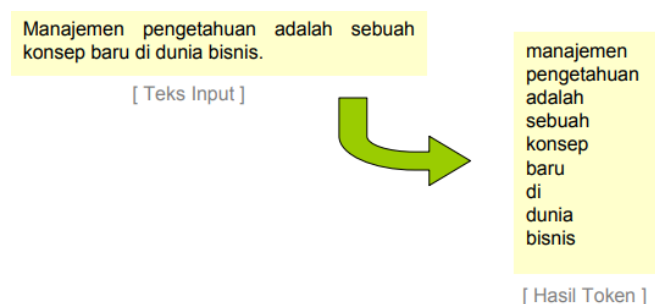 Manajemen pengetahuan adalah sebuah
konsep baru di dunia bisnis.
[ Teks Input ]
manajemen
pengetahuan
adalah
sebuah
konsep
baru
di
dunia
bisnis
[ Hasil Token ]